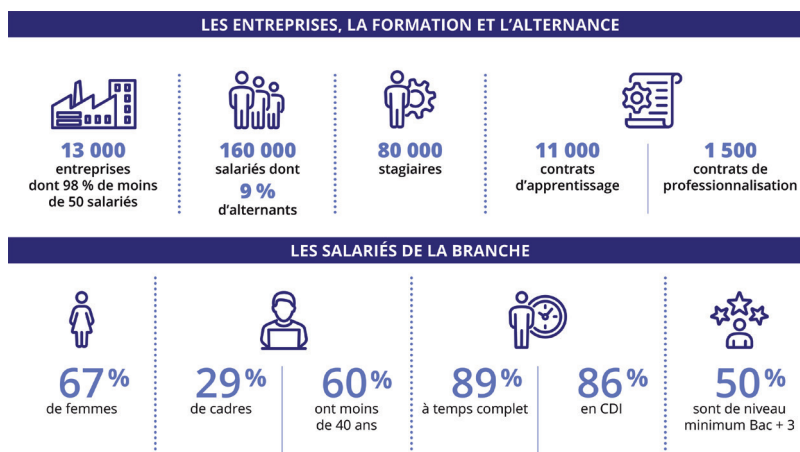 LES ENTREPRISES, LA FORMATION ET L'ALTERNANCE
13 000
entreprises
dont 98 % de moins
de 50 salariés
160 000
salariés dont
9 %
d'alternants
80 000
stagiaires
11 000
contrats
d'apprentissage
1 500
contrats de
professionnalisation
LES SALARIÉS DE LA BRANCHE
67%
de femmes
29%
de cadres
60%
ont moins
de 40 ans
89%
à temps complet
86%
en CDI
50%
sont de niveau
minimum Bac + 3